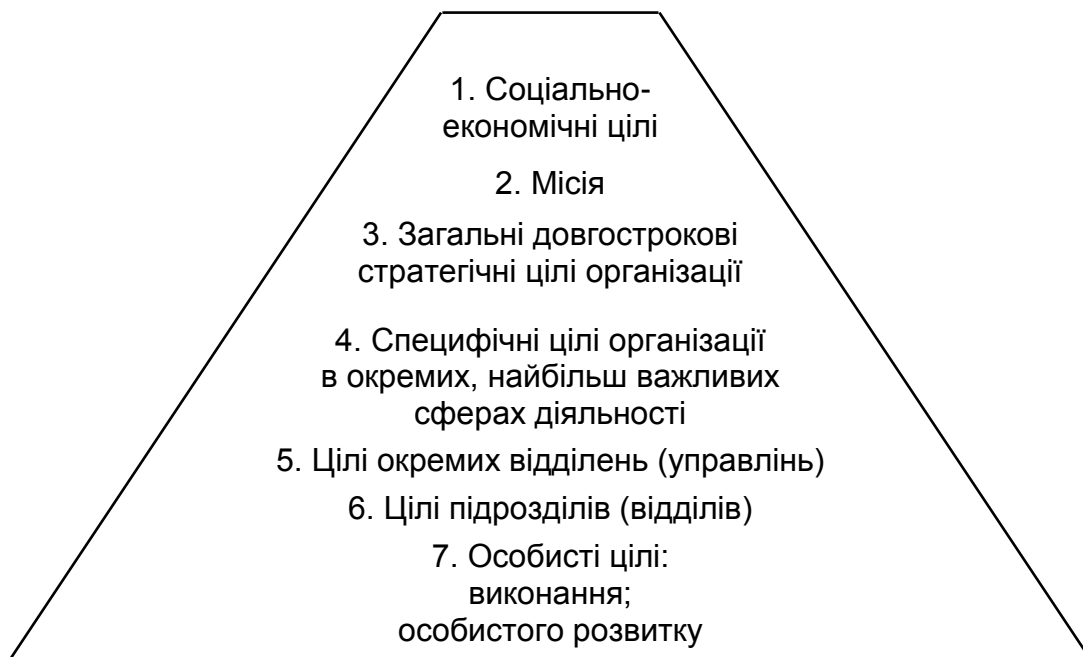 1. Соціально-
економічні цілі
2. Місія
3. Загальні довгострокові
стратегічні цілі організації
4. Специфічні цілі організації
в окремих, найбільш важливих
сферах діяльності
5. Цілі окремих відділень (управлінь)
6. Цілі підрозділів (відділів)
7. Особисті цілі:
виконання;
особистого розвитку